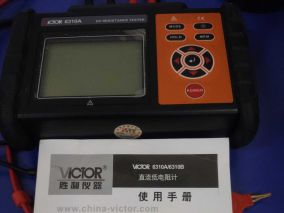 VICTOR 6310A
DC RESISTANCE TESTER
MODE
HOLD
MEM
POWER
VICTOR
胜利仪器
VICTOR 6310A/6310B
直流低电阻计
使用手册
www.china-victor.com